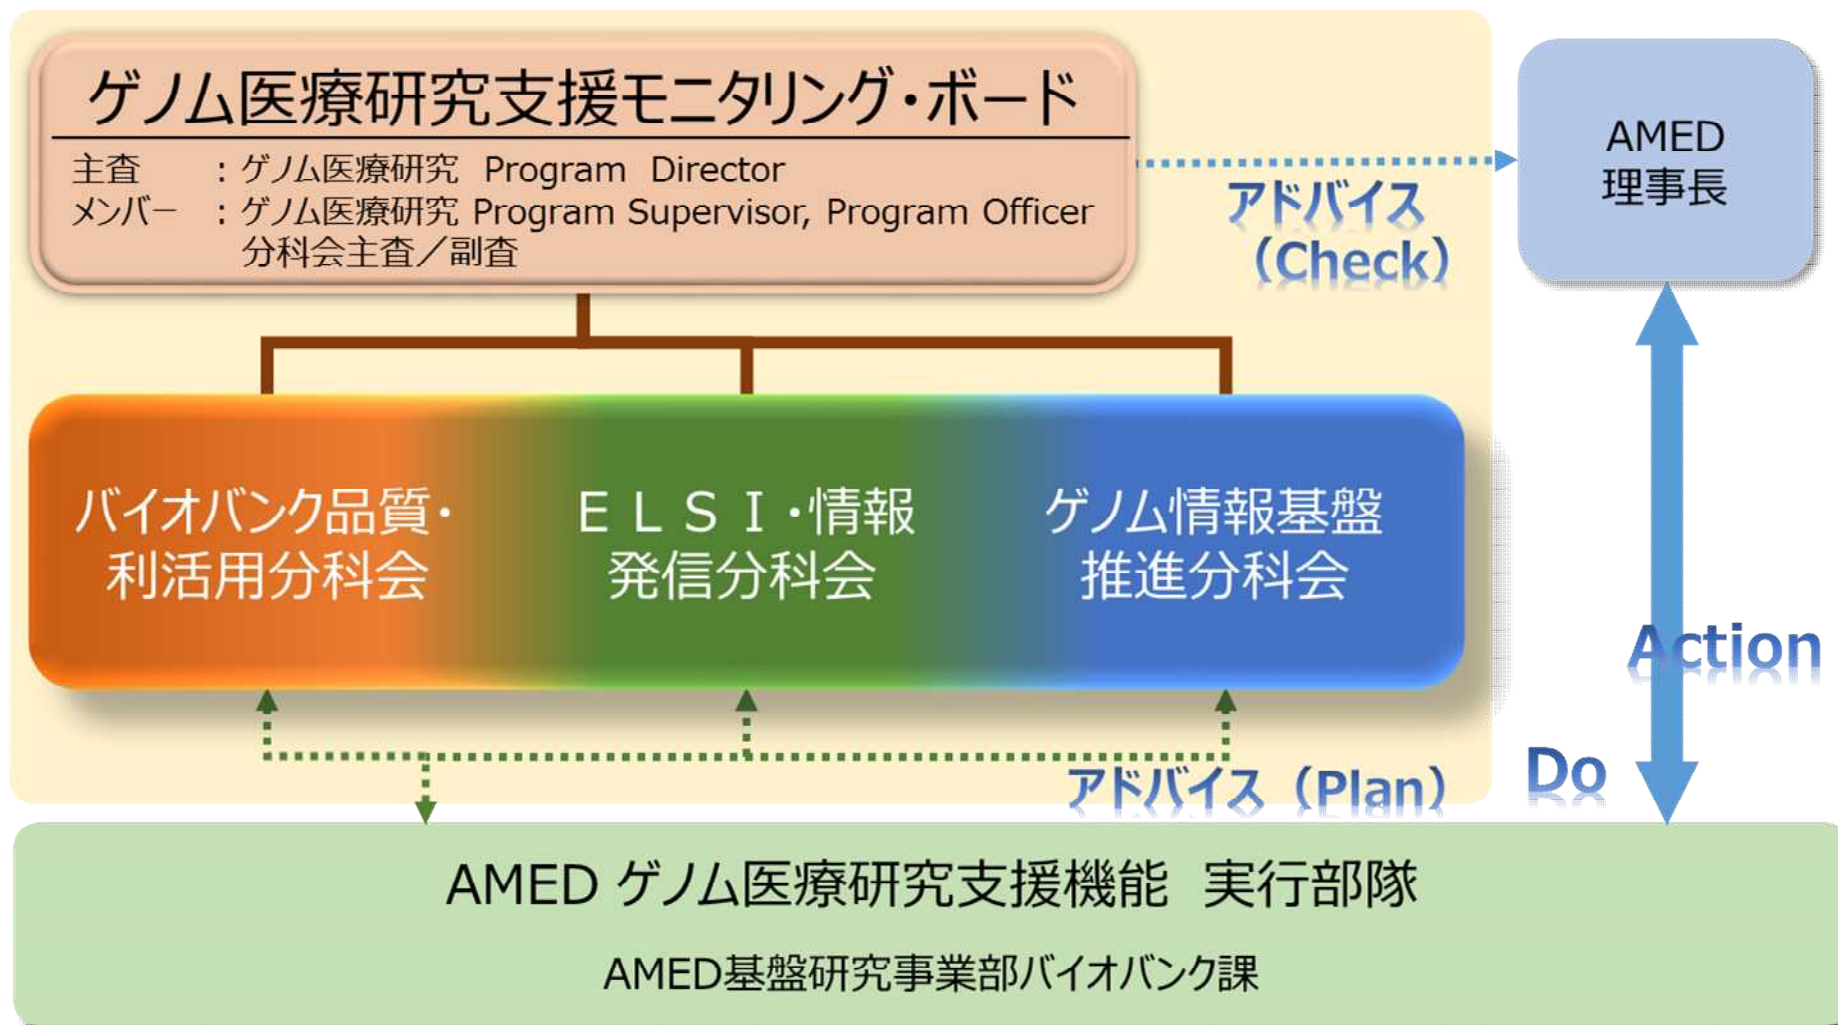 ゲノム医療研究支援モニタリング・ボード
主査 : ゲノム医療研究 Program Director
メンバー : ゲノム医療研究 Program Supervisor, Program Officer
分科会主査／副査
アドバイス
（Check）
AMED
理事長
バイオバンク品質・
利活用分科会
ＥＬＳＩ・情報
発信分科会
ゲノム情報基盤
推進分科会
Action
Do
アドバイス（Plan）
AMED ゲノム医療研究支援機能 実行部隊
AMED基盤研究事業部バイオバンク課